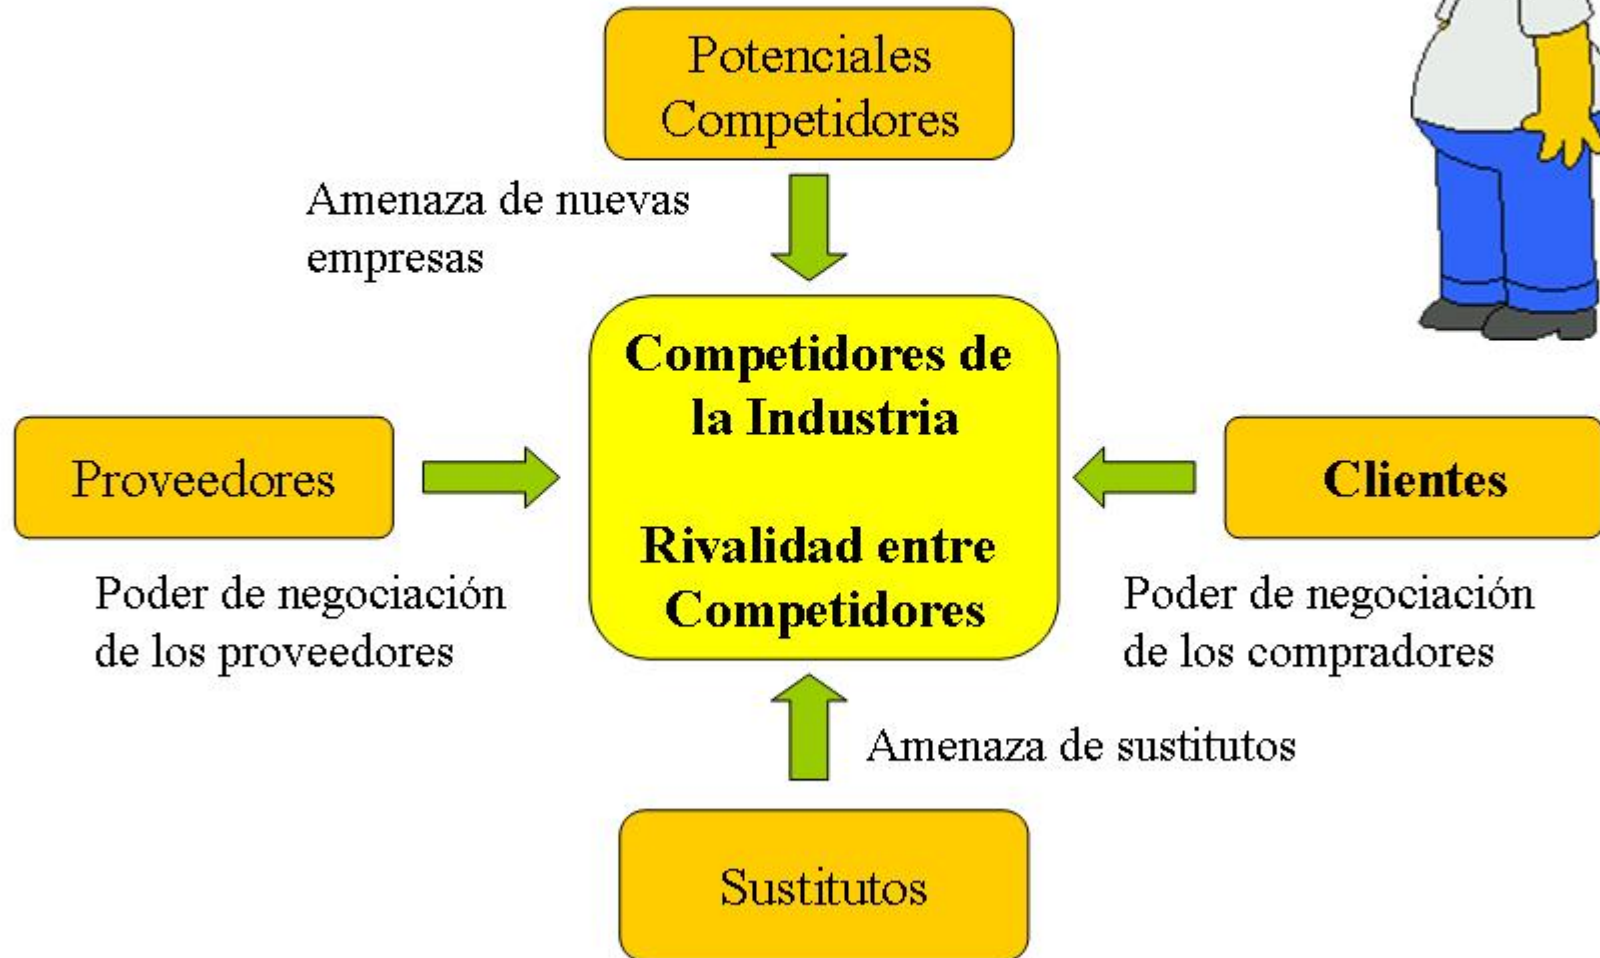 Potenciales
Competidores
Amenaza de nuevas
empresas
Competidores de
la Industria
Rivalidad entre
Competidores
Proveedores
Poder de negociación
de los proveedores
Clientes
Poder de negociación
de los compradores
Amenaza de sustitutos
Sustitutos